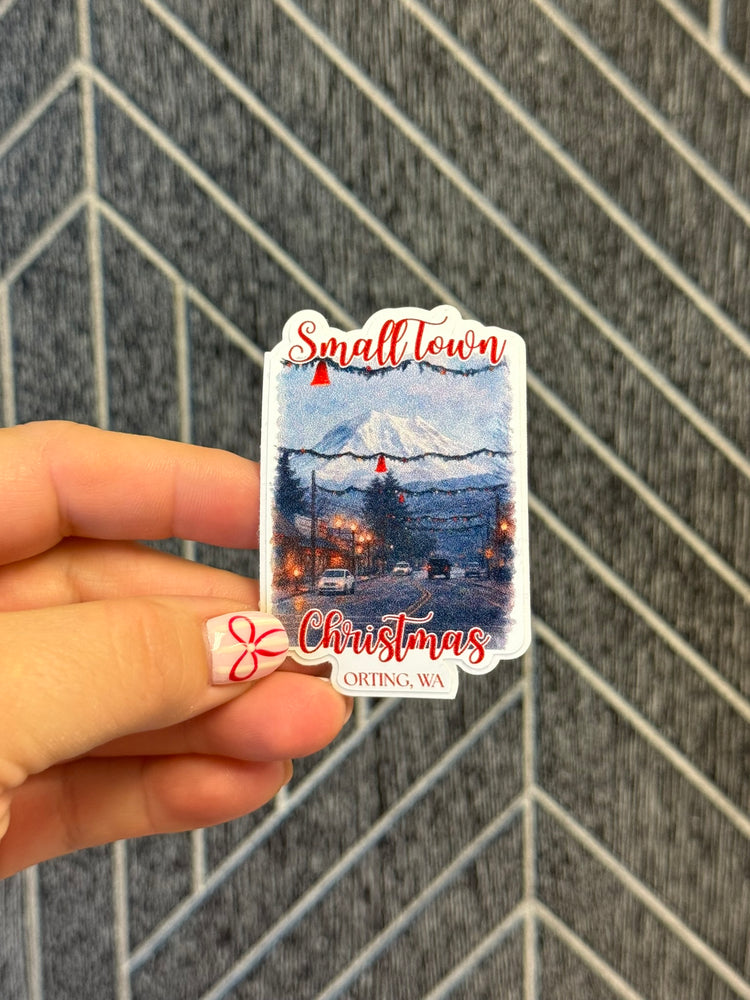 Small Town
Christmas
ORTING, WA